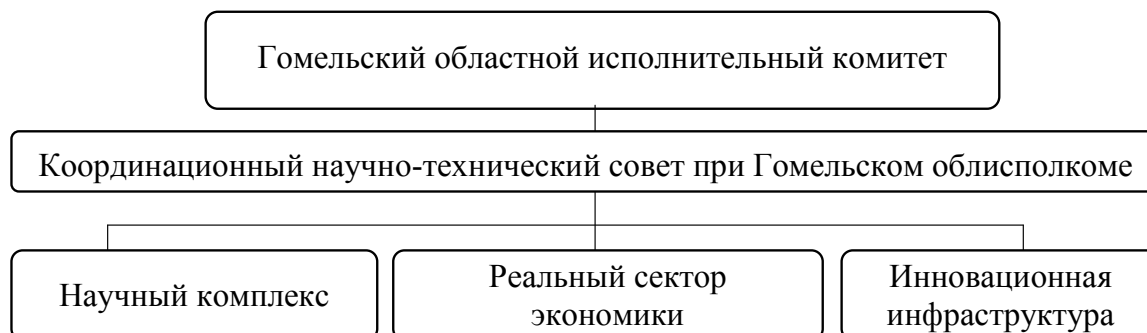 Гомельский областной исполнительный комитет
Координационный научно-технический совет при Гомельском облисполкоме
Научный комплекс
Реальный сектор
экономики
Инновационная
инфраструктура